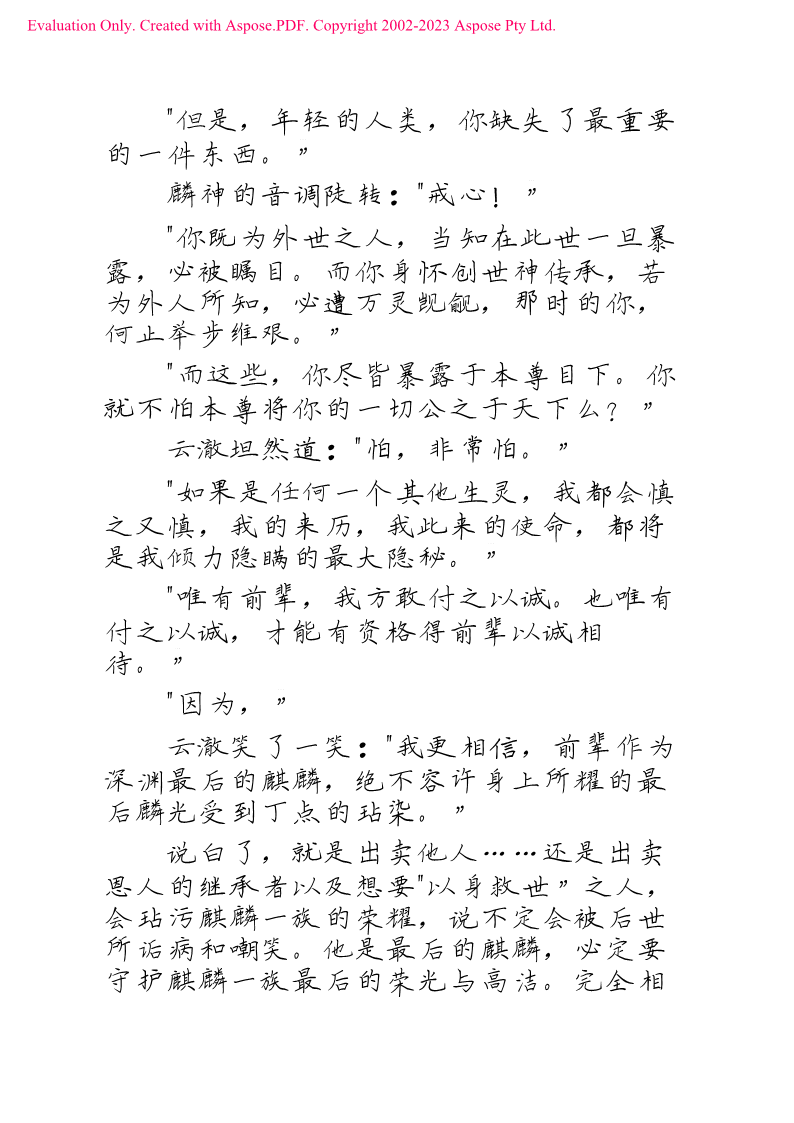 Evaluation Only. Created with Aspose.PDF. Copyright 2002-2023 Aspose Pty Ltd.
"但是，年轻的人类，你缺失了最重要
的一件东西。”
麟神的音调陡转："戒心！”
"你既为外世之人，当知在此世一旦暴
露，必被瞩目。而你身怀创世神传承，若
为外人所知，必遭万灵觊觎，那时的你，
何止举步维艰。”
"而这些，你尽皆暴露于本尊目下。你
就不怕本尊将你的一切公之于天下么？”
云澈坦然道："怕，非常怕。”
"如果是任何一个其他生灵，我都会慎
之又慎，我的来历，我此来的使命，都将
是我倾力隐瞒的最大隐秘。”
"唯有前辈，我方敢付之以诚。也唯有
付之以诚，才能有资格得前辈以诚相
待。”
"因为，”
云澈笑了一笑："我更相信，前辈作为
深渊最后的麒麟，绝不容许身上所耀的最
后麟光受到丁点的玷染。”
说白了，就是出卖他人……还是出卖
恩人的继承者以及想要"以身救世”之人，
会玷污麒麟一族的荣耀，说不定会被后世
所诟病和嘲笑。他是最后的麒麟，必定要
守护麒麟一族最后的荣光与高洁。完全相